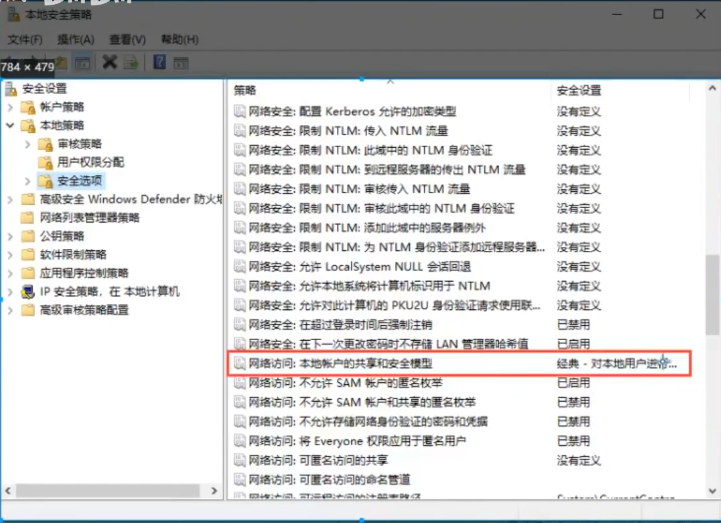 本地安全策略
文件(F) 操作(A) 查看(V) 帮助(H)
784 × 479
安全设置
帐户策略
本地策略
审核策略
用户权限分配
安全选项
高级安全 Windows Defender 防火墙
网络列表管理器策略
公钥策略
软件限制策略
应用程序控制策略
IP 安全策略，在 本地计算机
高级审核策略配置
策略 安全设置
网络安全: 配置 Kerberos 允许的加密类型 没有定义
网络安全: 限制 NTLM: 传入 NTLM 流量 没有定义
网络安全: 限制 NTLM: 此域中的 NTLM 身份验证 没有定义
网络安全: 限制 NTLM: 到远程服务器的传出 NTLM 流量 没有定义
网络安全: 限制 NTLM: 审核传入 NTLM 流量 没有定义
网络安全: 限制 NTLM: 审核此域中的 NTLM 身份验证 没有定义
网络安全: 限制 NTLM: 添加此域中的服务器例外 没有定义
网络安全: 限制 NTLM: 为 NTLM 身份验证添加远程服务器... 没有定义
网络安全: 允许 LocalSystem NULL 会话回退 没有定义
网络安全: 允许本地系统将计算机标识用于 NTLM 没有定义
网络安全: 允许对此计算机的 PKU2U 身份验证请求使用联... 没有定义
网络安全: 在超过登录时间后强制注销 已禁用
网络安全: 在下一次更改密码时不存储 LAN 管理器哈希值 已启用
网络访问: 本地帐户的共享和安全模型 经典 - 对本地用户进行...
网络访问: 不允许 SAM 帐户的匿名枚举 已启用
网络访问: 不允许 SAM 帐户和共享的匿名枚举 已禁用
网络访问: 不允许存储网络身份验证的密码和凭据 已禁用
网络访问: 将 Everyone 权限应用于匿名用户 已禁用
网络访问: 可匿名访问的共享 没有定义
网络访问: 可匿名访问的命名管道
网络访问: 可远程访问的注册表路径 System\CurrentContro